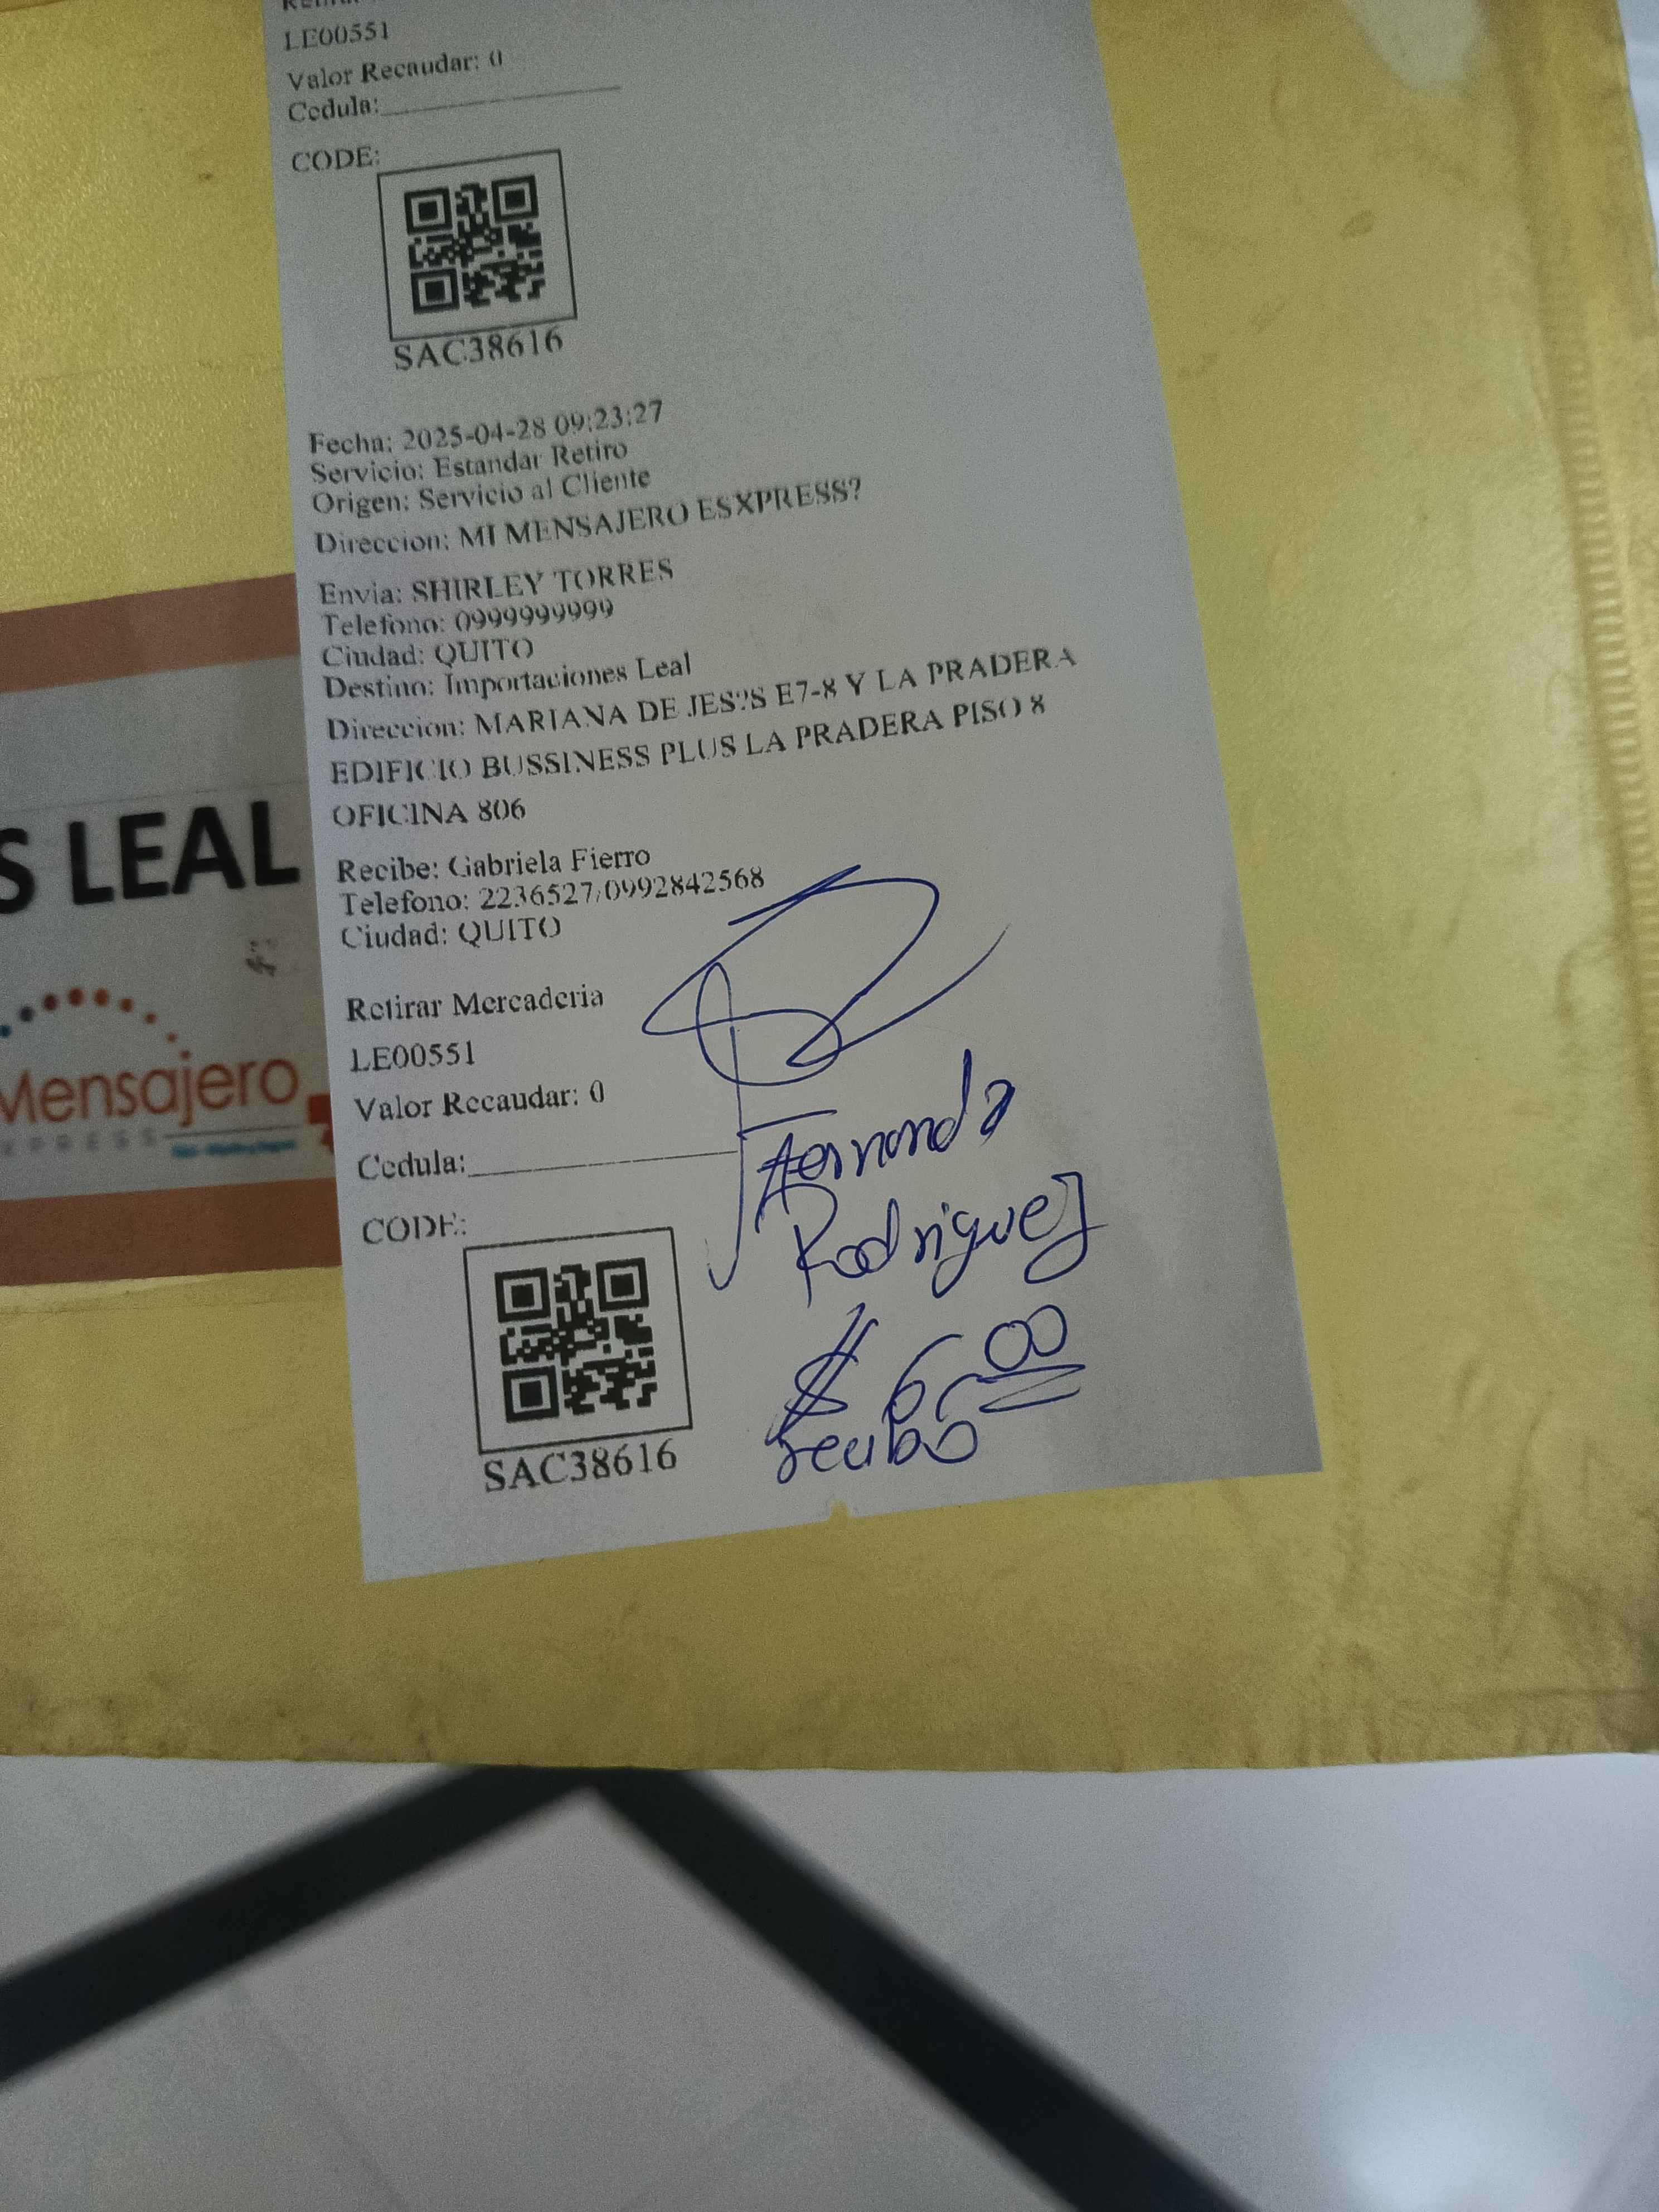 LE00551
Valor Recaudar: 0
Cedula:
CODE:
SAC38616
Fecha: 2025-04-28 09:23:27
Servicio: Estandar Retiro
Origen: Servicio al Cliente
Direccion: MI MENSAJERO ESXPRESS?
Envia: SHIRLEY TORRES
Telefono: 0999999999
Ciudad: QUITO
Destino: Importaciones Leal
Direccion: MARIANA DE JES?S E7-8 Y LA PRADERA
EDIFICIO BUSSINESS PLUS LA PRADERA PISO 8
OFICINA 806
Recibe: Gabriela Fierro
Telefono: 2236527/0992842568
Ciudad: QUITO
Retirar Mercaderia
LE00551
Valor Recaudar: 0
Cedula:
CODE:
SAC38616
Fernanda
Rodriguez
$ 6,00
S LEAL
Mensajero
EXPRESS